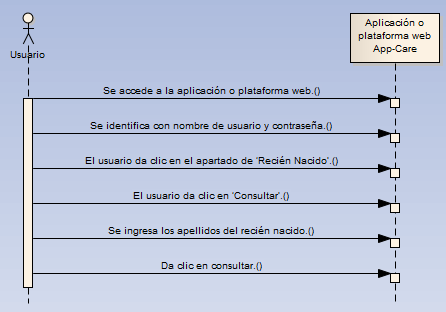 Usuario
Aplicación o
plataforma web
App-Care
Se accede a la aplicación o plataforma web.()
Se identifica con nombre de usuario y contraseña.()
El usuario da clic en el apartado de 'Recién Nacido'.()
El usuario da clic en 'Consultar'.()
Se ingresa los apellidos del recién nacido.()
Da clic en consultar.()